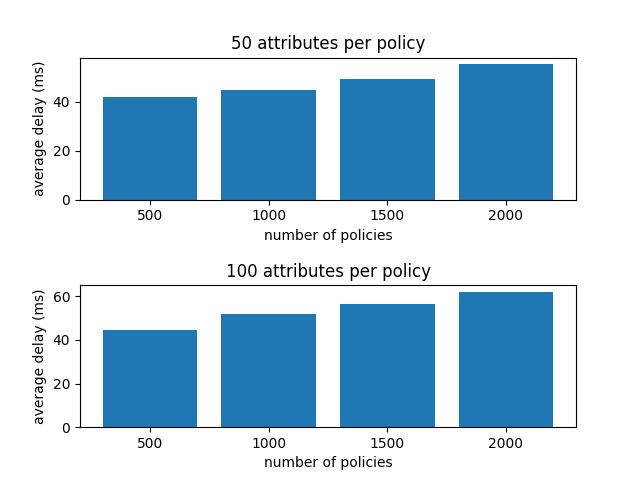 50 attributes per policy
average delay (ms)
40
20
0
500 1000 1500 2000
number of policies
100 attributes per policy
average delay (ms)
60
40
20
0
500 1000 1500 2000
number of policies